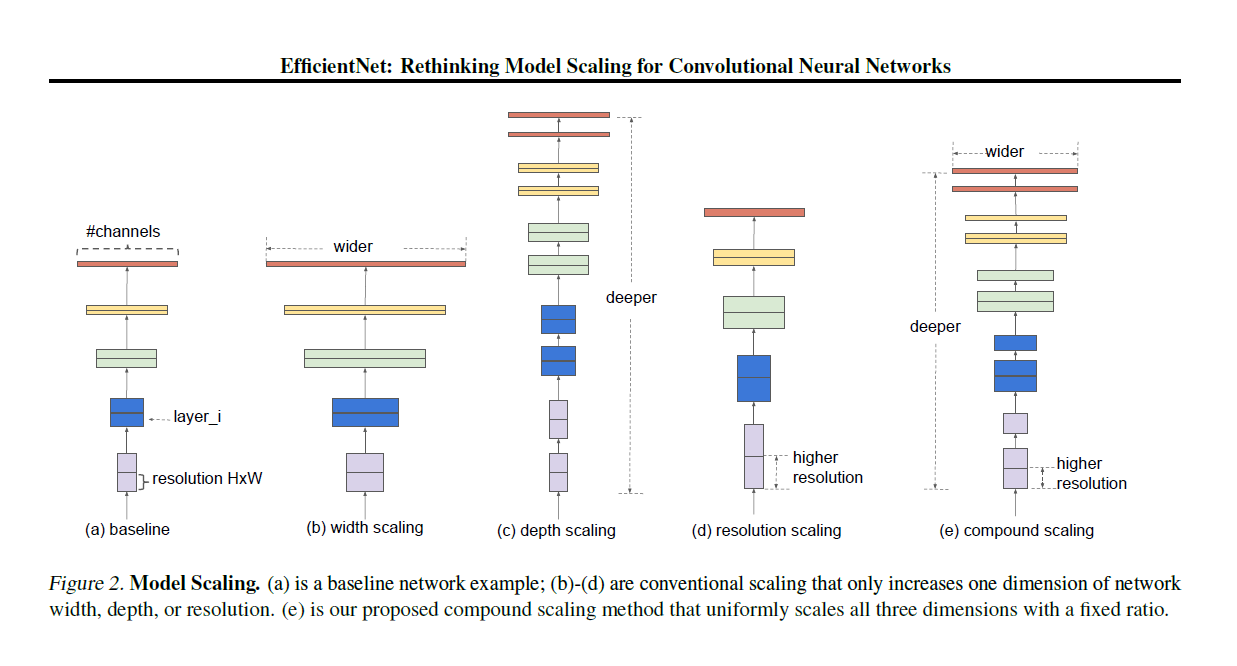 EfficientNet: Rethinking Model Scaling for Convolutional Neural Networks
#channels
layer_i
resolution HxW
(a) baseline
wider
(b) width scaling
deeper
(c) depth scaling
higher
resolution
(d) resolution scaling
wider
deeper
higher
resolution
(e) compound scaling
Figure 2. Model Scaling. (a) is a baseline network example; (b)-(d) are conventional scaling that only increases one dimension of network
width, depth, or resolution. (e) is our proposed compound scaling method that uniformly scales all three dimensions with a fixed ratio.